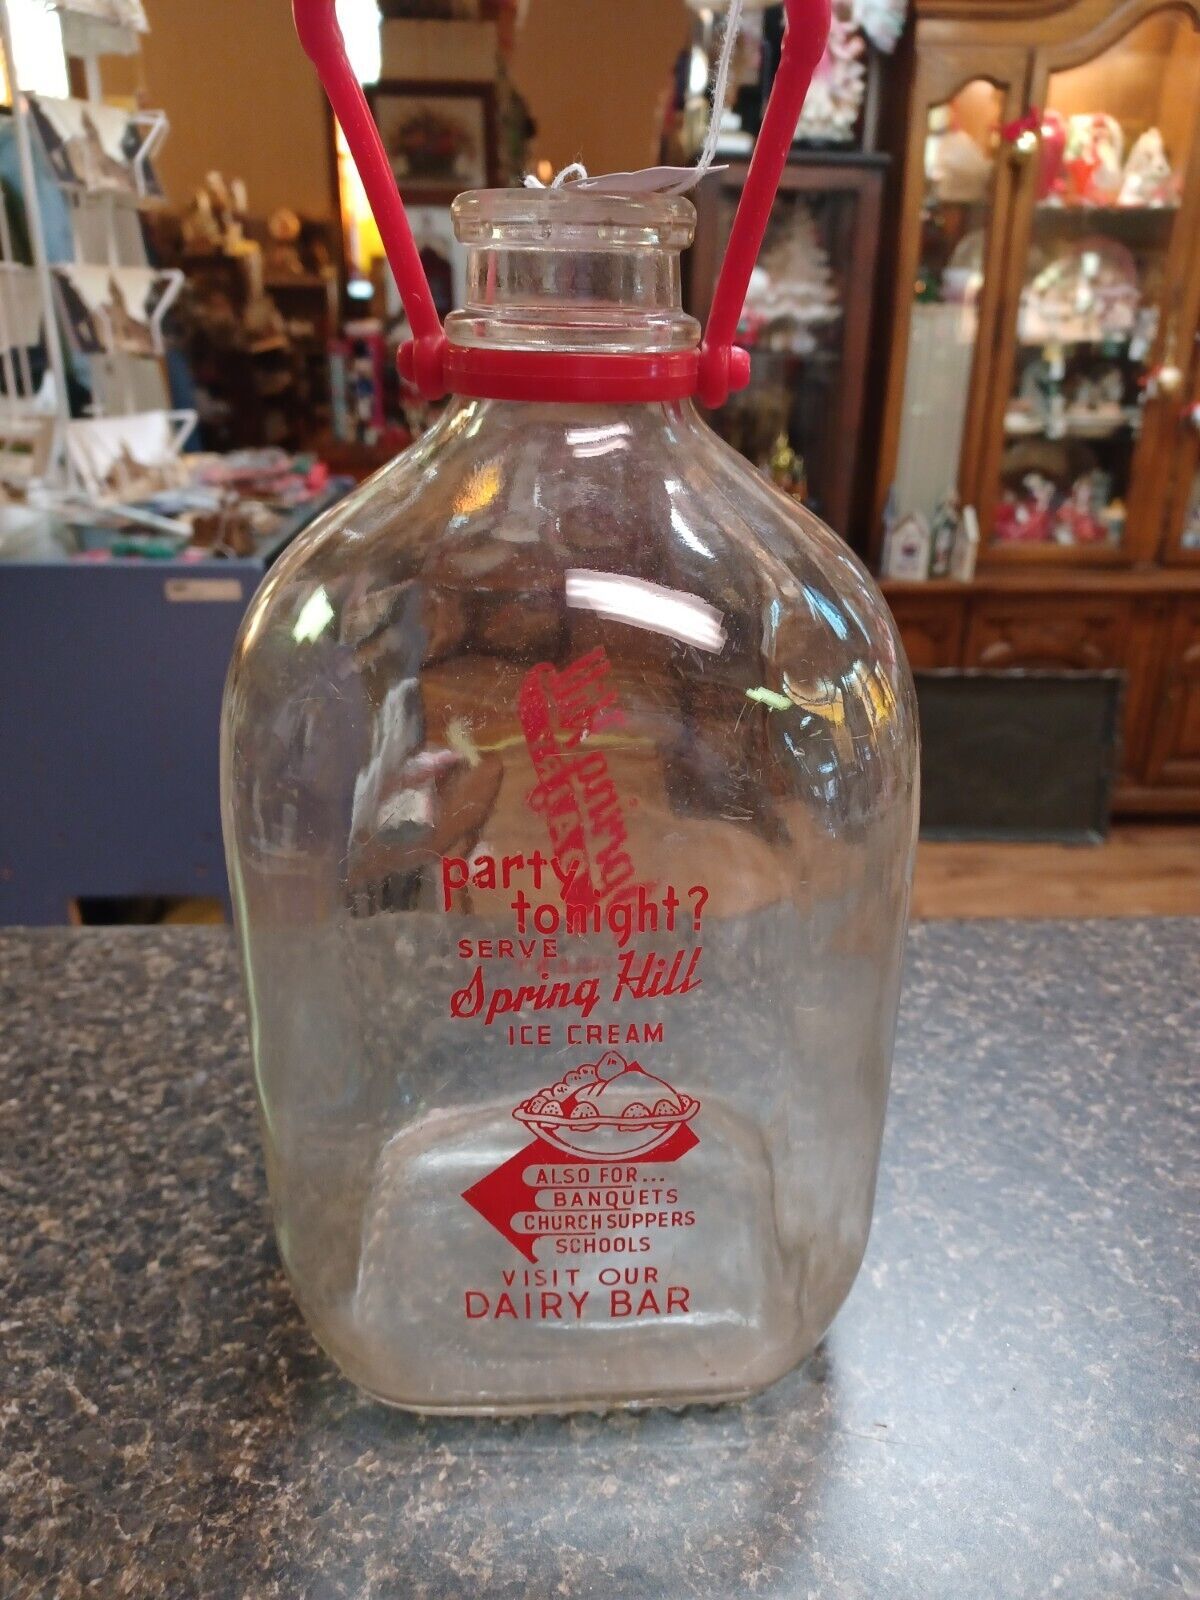 party
tonight?
SERVE
Spring Hill
ICE CREAM
ALSO FOR...
BANQUETS
CHURCH SUPPERS
SCHOOLS
VISIT OUR
DAIRY BAR